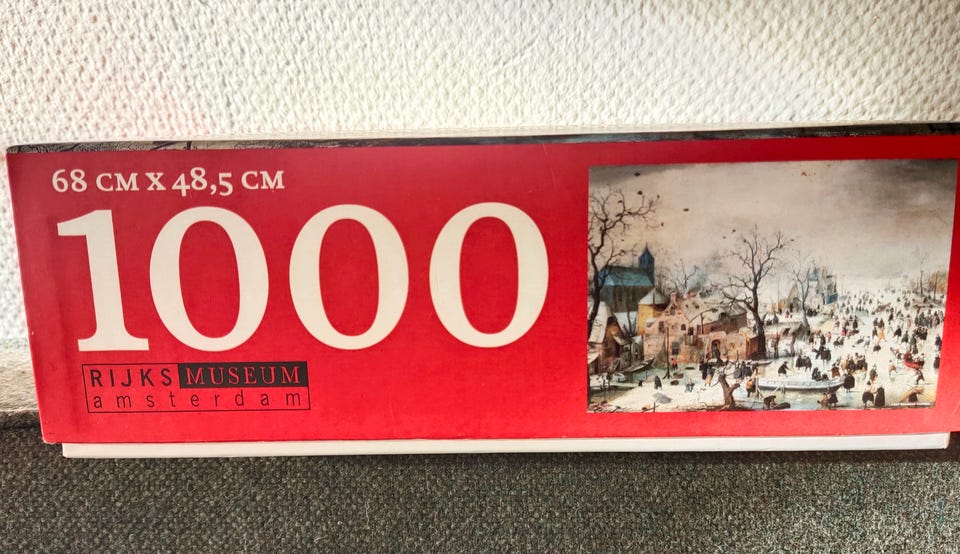 68 CM X 48,5 CM
1000
RIJKS MUSEUM
amsterdam